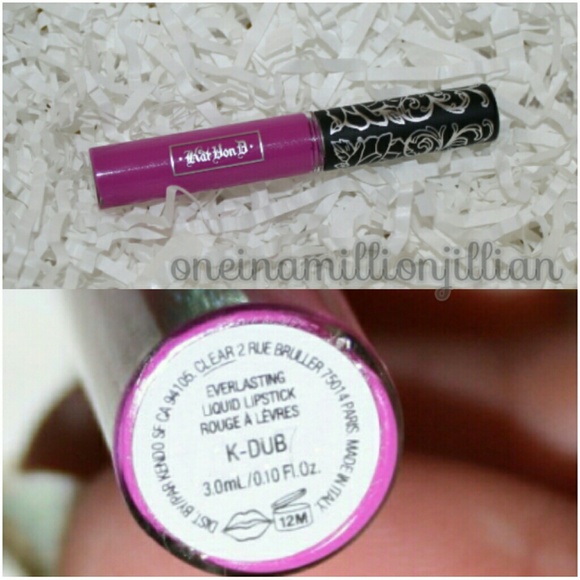 Kat Von D
oneinamillionjillian
DIST. BY/PAR KENDO SF CA 94105. CLEAR 2 RUE BRULLER 75014 PARIS. MADE IN ITALY.
EVERLASTING
LIQUID LIPSTICK
ROUGE À LÈVRES
K-DUB
3.0mL/0.10 Fl.Oz.
12M